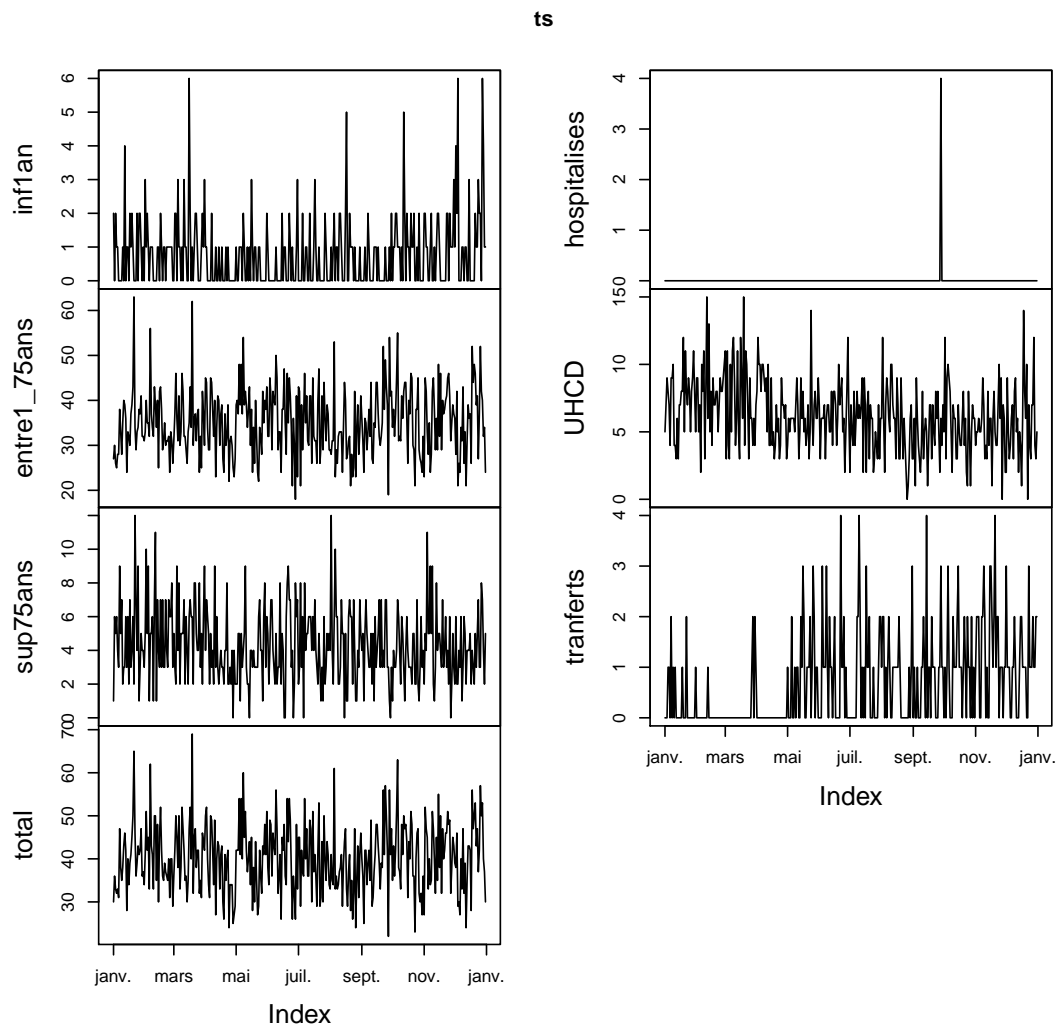 ts
inf1an
0 1 2 3 4 5 6
entre1_75ans
20 30 40 50 60
sup75ans
0 2 4 6 8 10
total
30 40 50 60 70
janv. mars mai juil. sept. nov. janv.
Index
hospitalises
0 1 2 3 4
UHCD
0 5 10 15
tranferts
0 1 2 3 4
janv. mars mai juil. sept. nov. janv.
Index